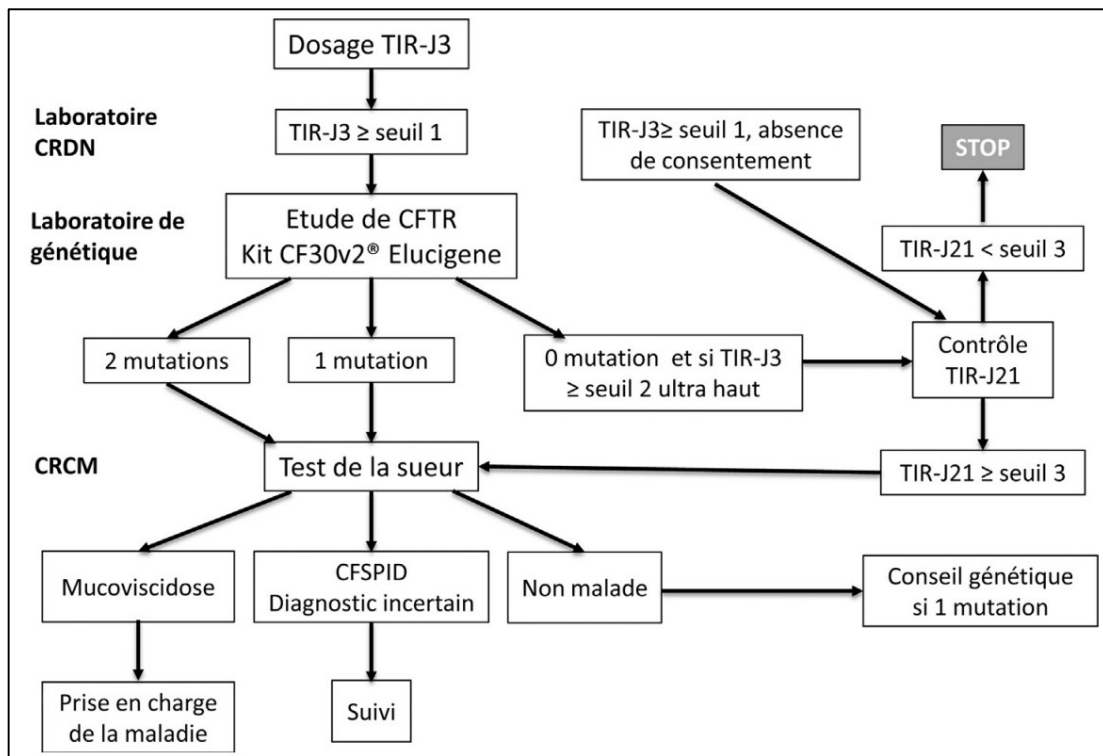 Dosage TIR-J3
Laboratoire
CRDN
TIR-J3 ≥ seuil 1
TIR-J3≥ seuil 1, absence
de consentement
STOP
Laboratoire de
génétique
Etude de CFTR
Kit CF30v2® Elucigene
TIR-J21 < seuil 3
2 mutations
1 mutation
0 mutation et si TIR-J3
≥ seuil 2 ultra haut
Contrôle
TIR-J21
CRCM
Test de la sueur
TIR-J21 ≥ seuil 3
Mucoviscidose
CFSPID
Diagnostic incertain
Non malade
Conseil génétique
si 1 mutation
Prise en charge
de la maladie
Suivi